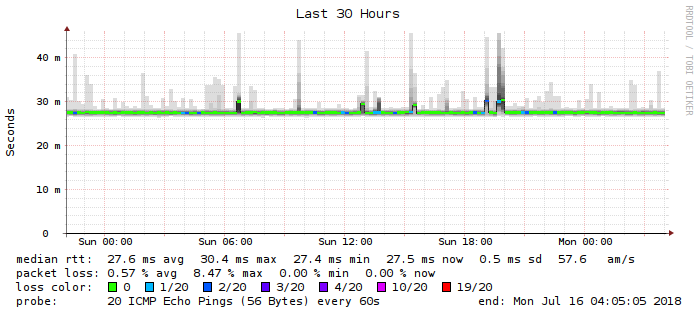 Last 30 Hours
RRDTOOL / TOBI OETIKER
Seconds
40 m
30 m
20 m
10 m
0
Sun 00:00 Sun 06:00 Sun 12:00 Sun 18:00 Mon 00:00
median rtt: 27.6 ms avg 30.4 ms max 27.4 ms min 27.5 ms now 0.5 ms sd 57.6 am/s
packet loss: 0.57 % avg 8.47 % max 0.00 % min 0.00 % now
loss color: 0 1/20 2/20 3/20 4/20 10/20 19/20
probe: 20 ICMP Echo Pings (56 Bytes) every 60s end: Mon Jul 16 04:05:05 2018